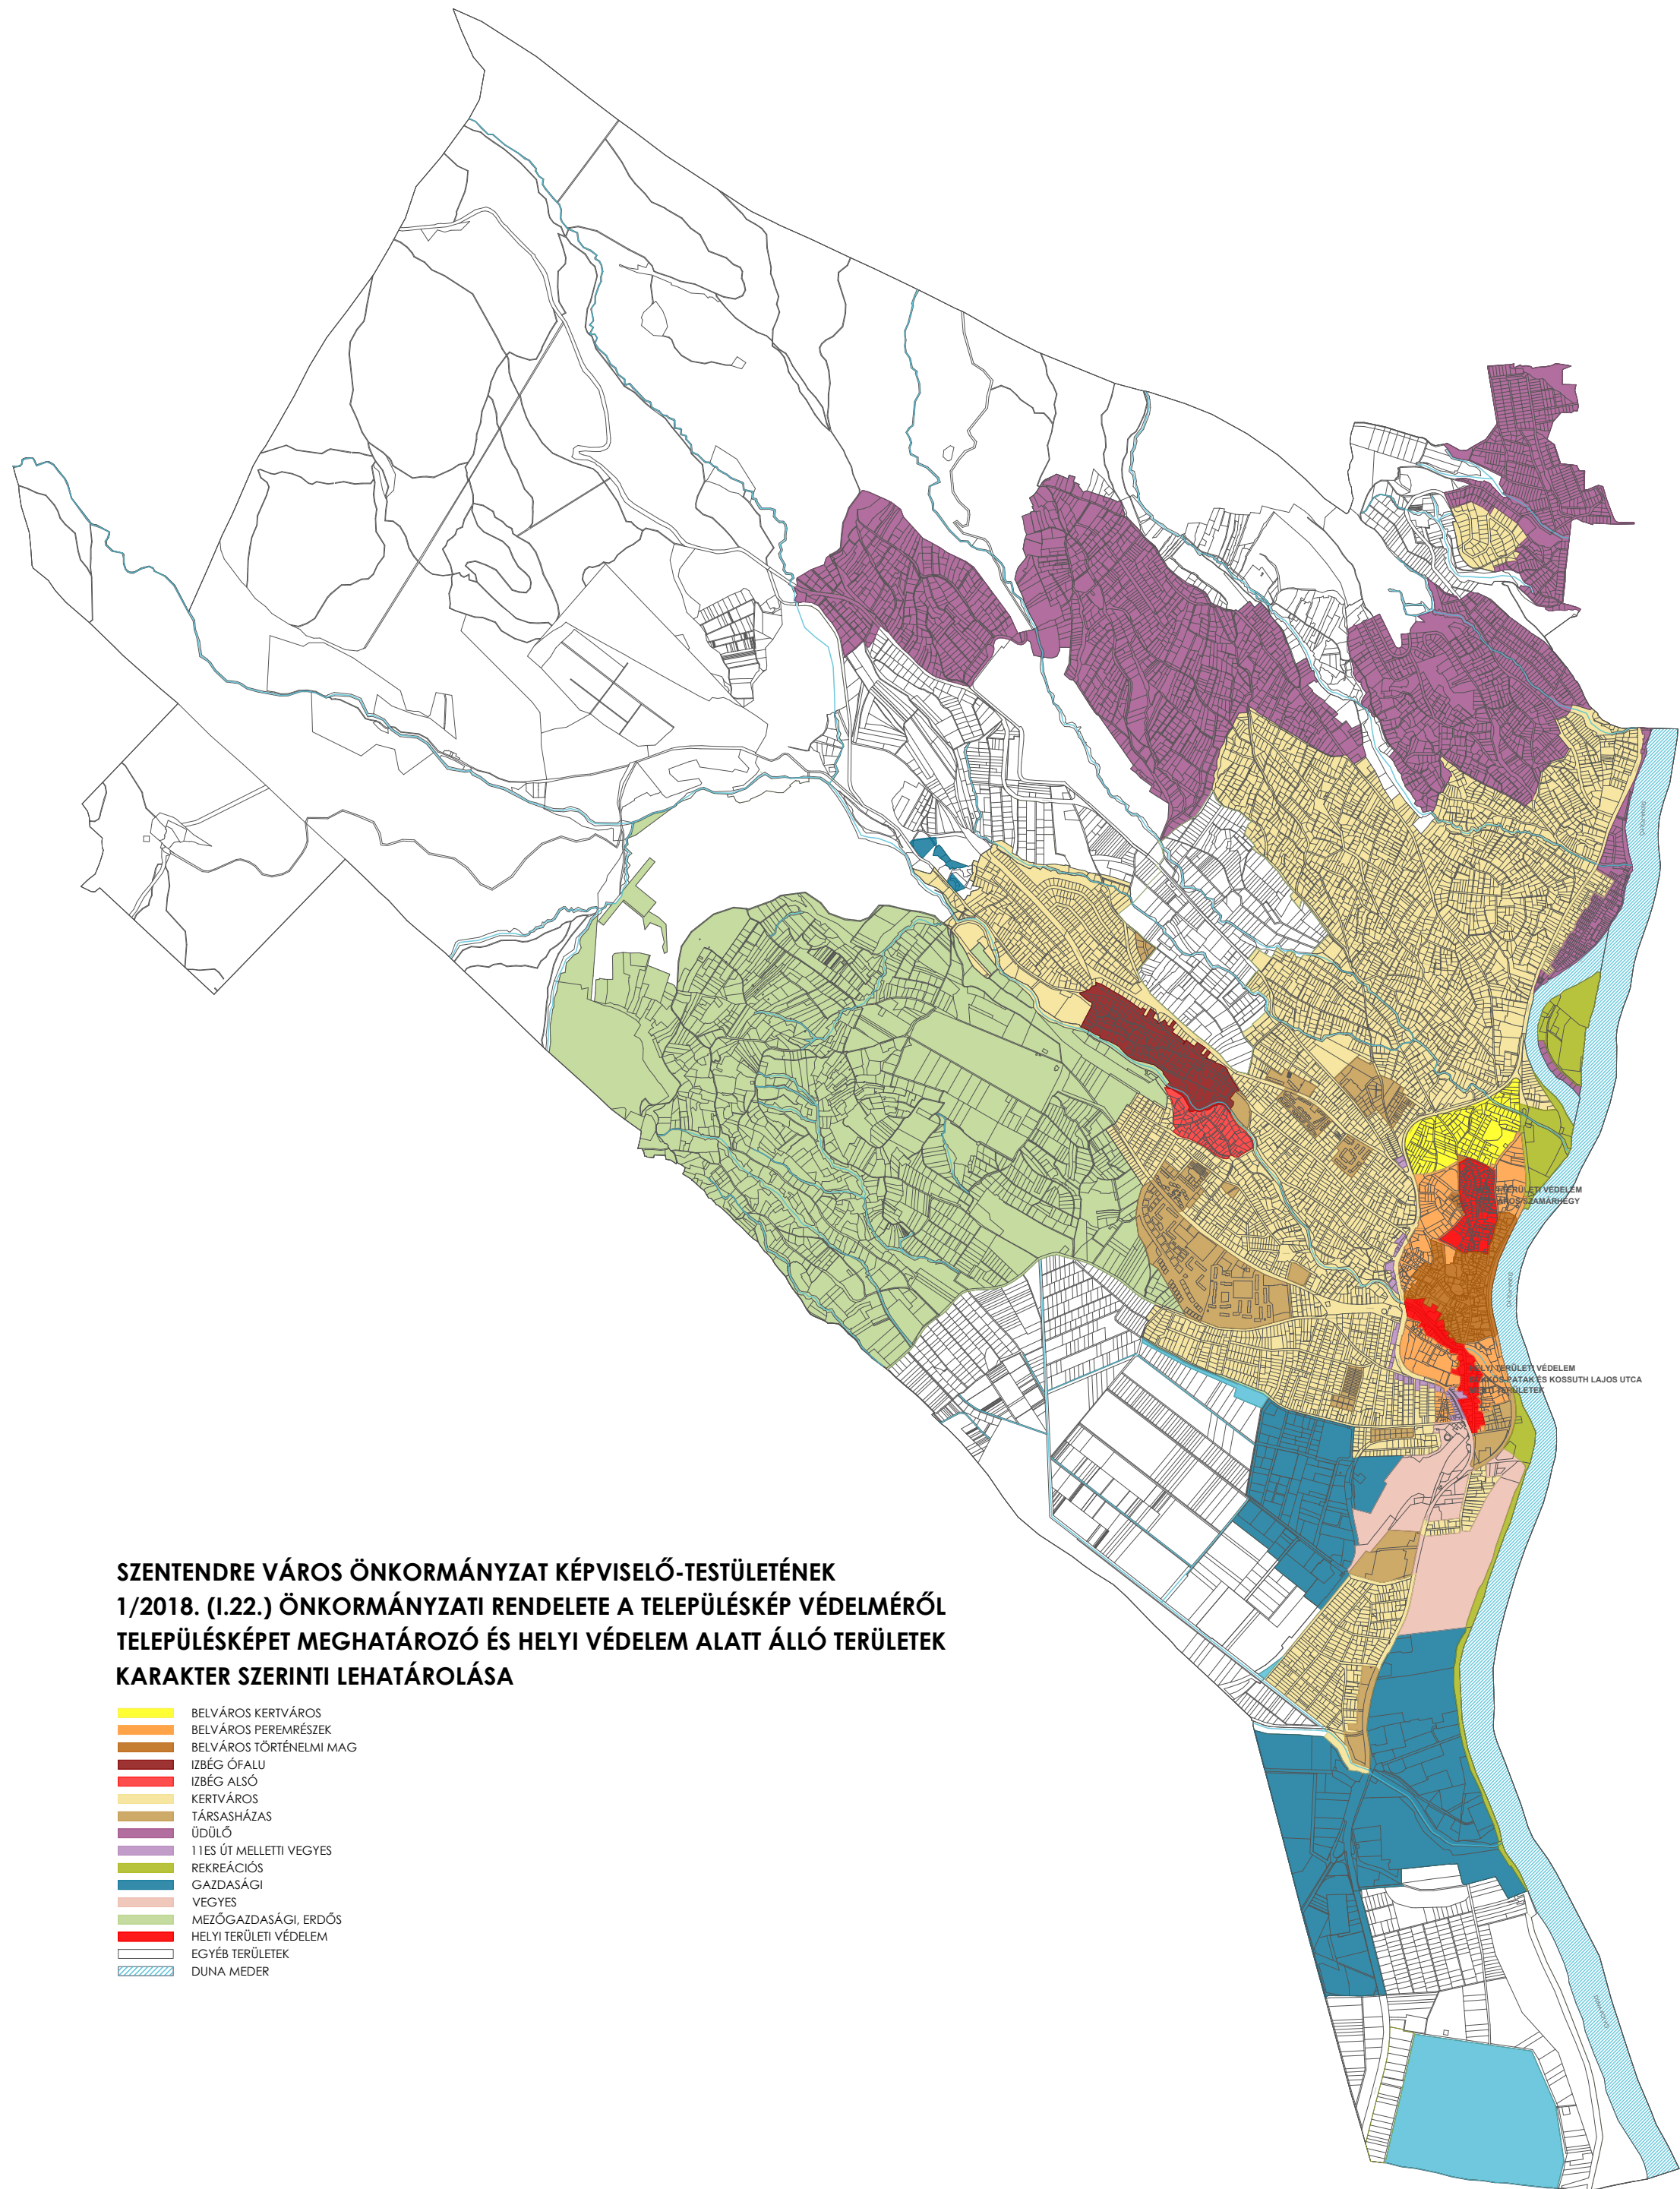 TERÜLETI VÉDELEM
SZAMÁRHEGY
HELYI TERÜLETI VÉDELEM
PATAK ÉS KOSSUTH LAJOS UTCA
TERÜLETEK
SZENTENDRE VÁROS ÖNKORMÁNYZAT KÉPVISELŐ-TESTÜLETÉNEK
1/2018. (I.22.) ÖNKORMÁNYZATI RENDELETE A TELEPÜLÉSKÉP VÉDELMÉRŐL
TELEPÜLÉSKÉPET MEGHATÁROZÓ ÉS HELYI VÉDELEM ALATT ÁLLÓ TERÜLETEK
KARAKTER SZERINTI LEHATÁROLÁSA
BELVÁROS KERTVÁROS
BELVÁROS PEREMRÉSZEK
BELVÁROS TÖRTÉNELMI MAG
IZBÉG ÓFALU
IZBÉG ALSÓ
KERTVÁROS
TÁRSASHÁZAS
ÜDÜLŐ
11ES ÚT MELLETTI VEGYES
REKREÁCIÓS
GAZDASÁGI
VEGYES
MEZŐGAZDASÁGI, ERDŐS
HELYI TERÜLETI VÉDELEM
EGYÉB TERÜLETEK
DUNA MEDER